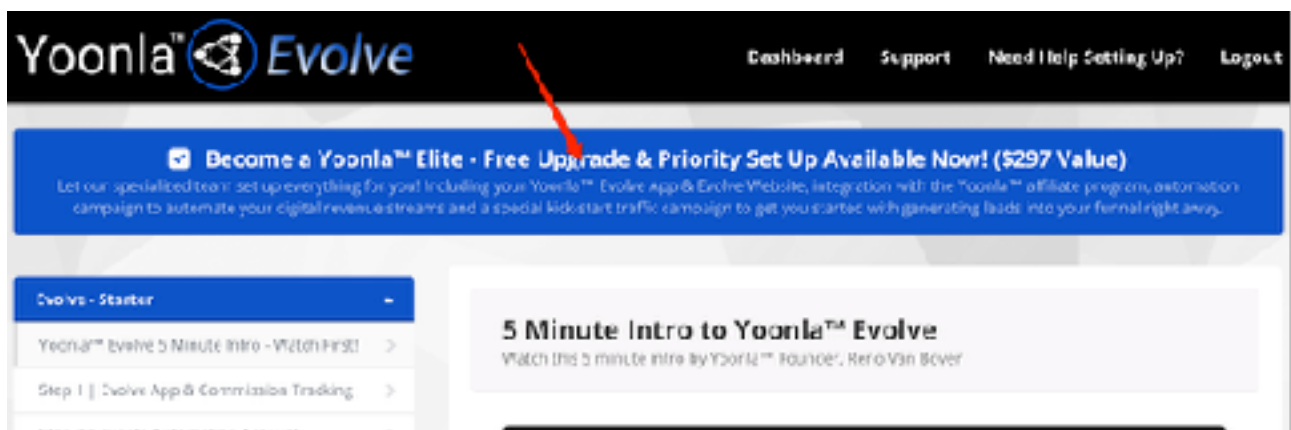 Yoonla™ Evolve
Dashboard Support Need Help Setting Up? Logout
Become a Yoonla™ Elite - Free Upgrade & Priority Set Up Available Now! ($297 Value)
Let our specialized team set up everything for you! Including your Yoonla™ Evolve App & Evolve Website, integration with the Yoonla™ affiliate program, automation
campaign to automate your digital revenue streams and a special kick-start traffic campaign to get you started with generating leads into your funnel right away.
Evolve - Starter
Yoonla™ Evolve 5 Minute Intro - Watch First!
Step 1 | Evolve App & Commission Tracking
5 Minute Intro to Yoonla™ Evolve
Watch this 5 minute intro by Yoonla™ Founder, Reno Van Boven